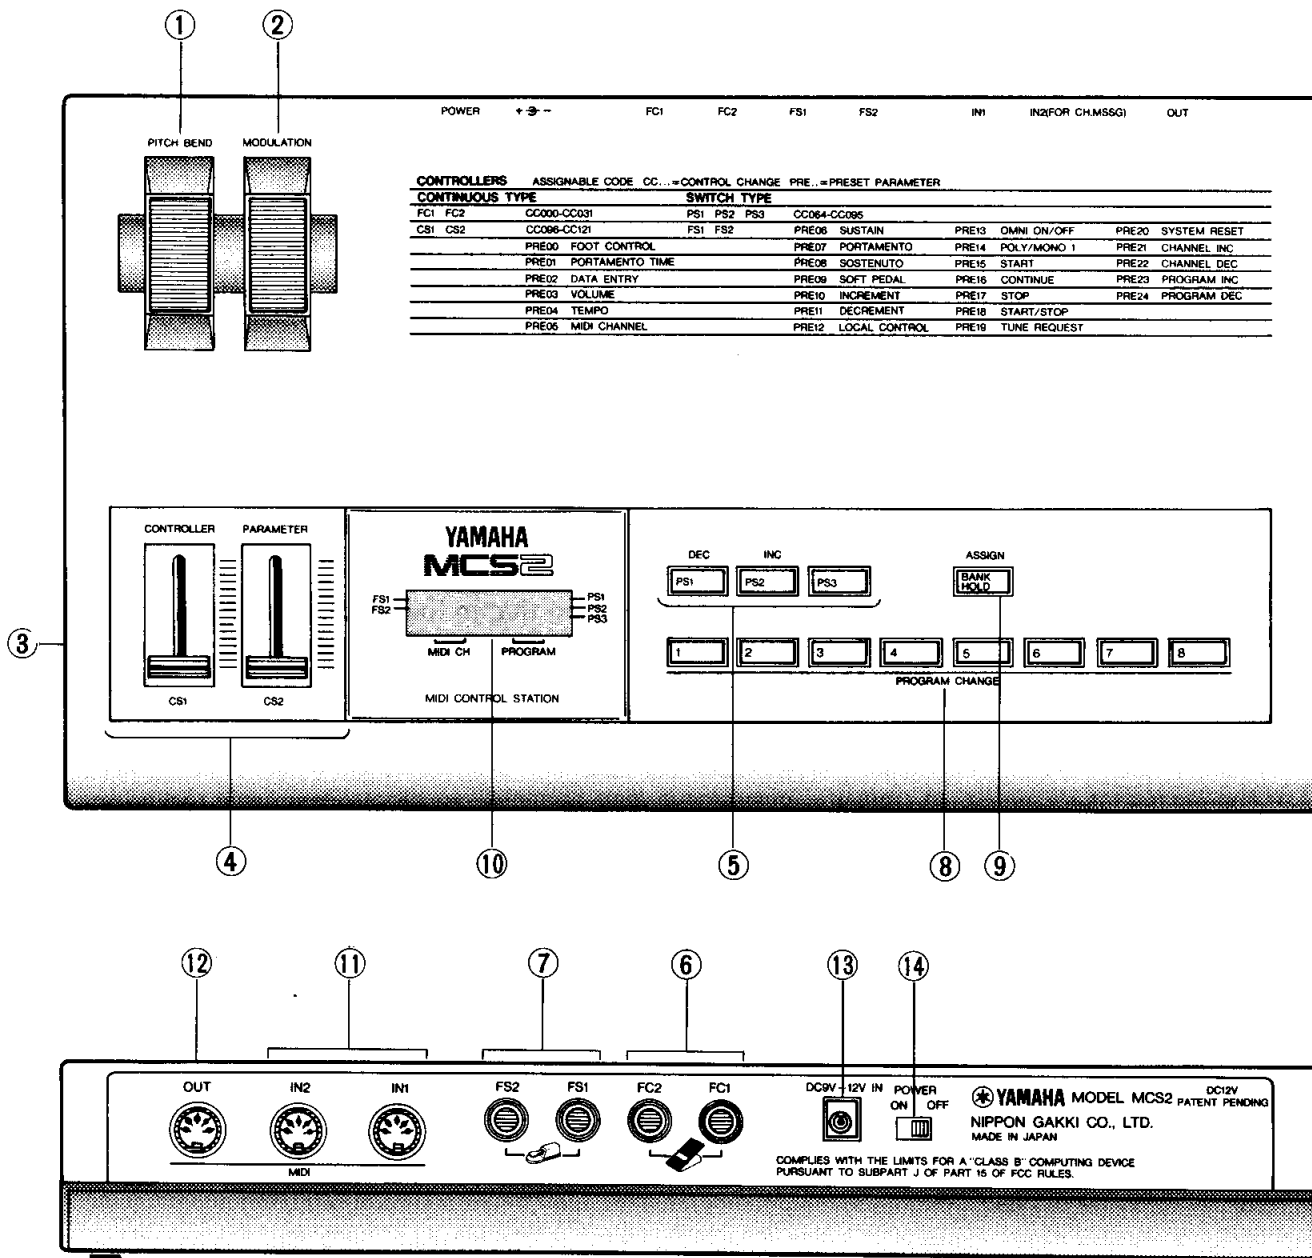 ① ②
POWER + - FC1 FC2 FS1 FS2 IN1 IN2(FOR CH.MSSG) OUT
PITCH BEND MODULATION
CONTROLLERS ASSIGNABLE CODE CC...=CONTROL CHANGE PRE..=PRESET PARAMETER
CONTINUOUS TYPE SWITCH TYPE
FC1 FC2 CC000-CC031 PS1 PS2 PS3 CC064-CC095
CS1 CS2 CC096-CC121 FS1 FS2 PRE06 SUSTAIN PRE13 OMNI ON/OFF PRE20 SYSTEM RESET
PRE00 FOOT CONTROL PRE07 PORTAMENTO PRE14 POLY/MONO 1 PRE21 CHANNEL INC
PRE01 PORTAMENTO TIME PRE08 SOSTENUTO PRE15 START PRE22 CHANNEL DEC
PRE02 DATA ENTRY PRE09 SOFT PEDAL PRE16 CONTINUE PRE23 PROGRAM INC
PRE03 VOLUME PRE10 INCREMENT PRE17 STOP PRE24 PROGRAM DEC
PRE04 TEMPO PRE11 DECREMENT PRE18 START/STOP
PRE05 MIDI CHANNEL PRE12 LOCAL CONTROL PRE19 TUNE REQUEST
CONTROLLER PARAMETER
CS1 CS2
YAMAHA
MCS2
FS1 PS1
FS2 PS2
PS3
MIDI CH PROGRAM
MIDI CONTROL STATION
DEC INC ASSIGN
PS1 PS2 PS3 BANK HOLD
1 2 3 4 5 6 7 8
PROGRAM CHANGE
③
④ ⑩ ⑤ ⑧ ⑨
⑫ ⑪ ⑦ ⑥ ⑬ ⑭
OUT IN2 IN1 FS2 FS1 FC2 FC1
MIDI
DC9V-12V IN POWER
ON OFF
YAMAHA MODEL MCS2 DC12V
PATENT PENDING
NIPPON GAKKI CO., LTD.
MADE IN JAPAN
COMPLIES WITH THE LIMITS FOR A "CLASS B" COMPUTING DEVICE
PURSUANT TO SUBPART J OF PART 15 OF FCC RULES.